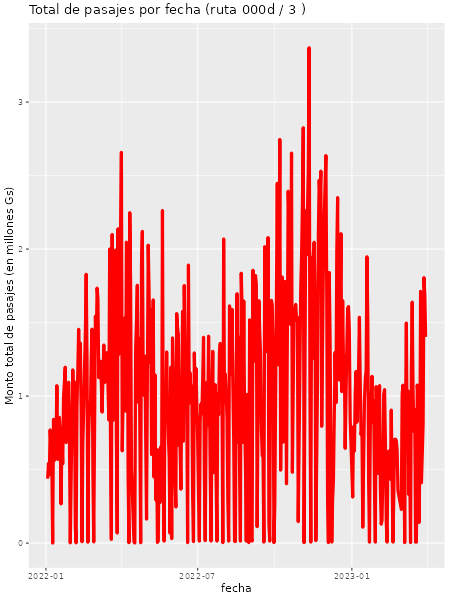 Total de pasajes por fecha (ruta 000d / 3 )
Monto total de pasajes (en millones Gs)
3
2
1
0
2022-01
2022-07
2023-01
fecha